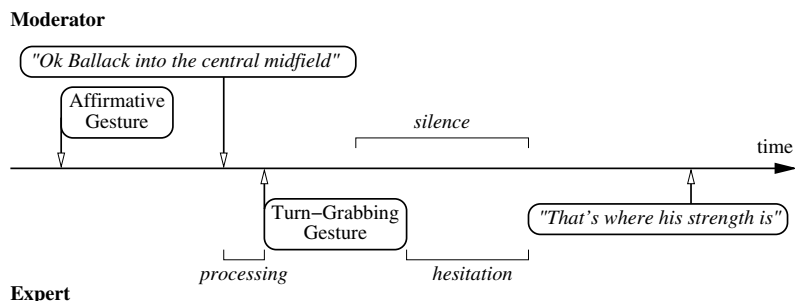 Moderator
"Ok Ballack into the central midfield"
Affirmative
Gesture
silence
time
Turn−Grabbing
Gesture
"That's where his strength is"
processing
hesitation
Expert